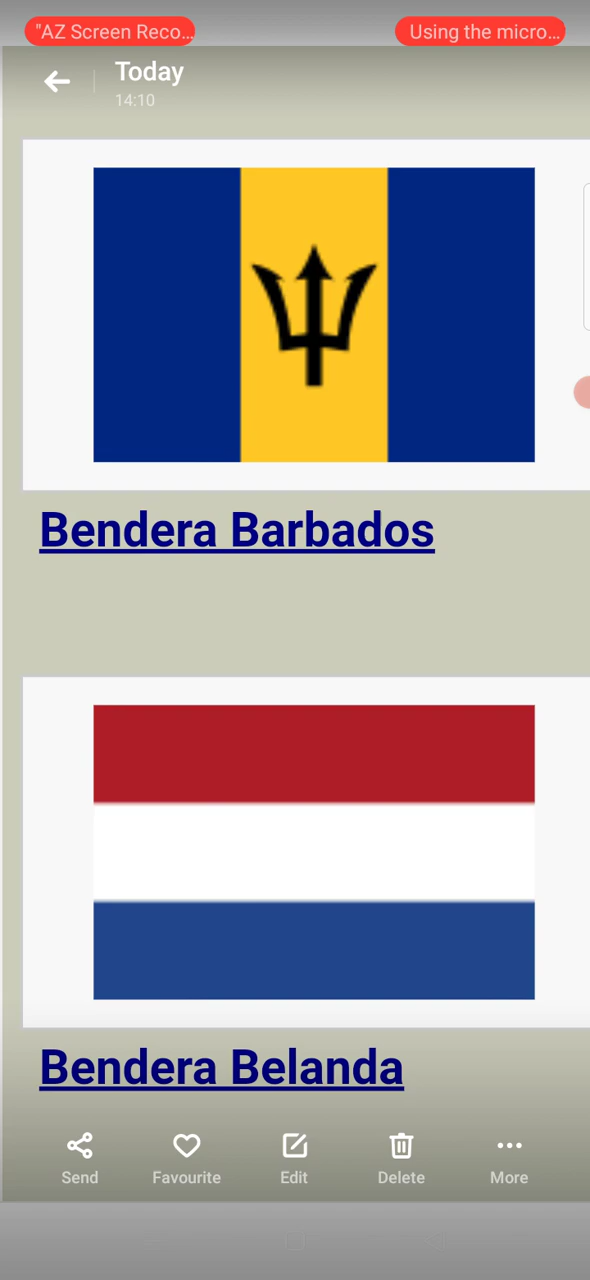 "AZ Screen Reco...
Using the micro...
Today
14:10
Bendera Barbados
Bendera Belanda
Send
Favourite
Edit
Delete
More